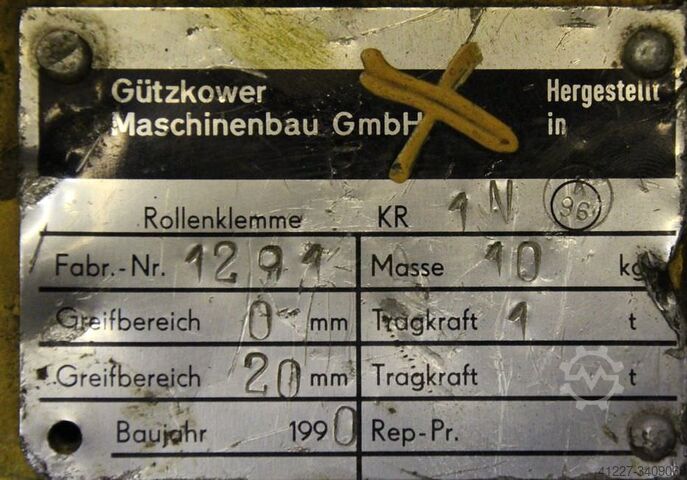 Gützkower Hergestellt
Maschinenbau GmbH in
Rollenklemme KR 1N 96
Fabr.-Nr. 1291 Masse 10 kg
Greifbereich 0 mm Tragkraft 1 t
Greifbereich 20 mm Tragkraft t
Baujahr 1990 Rep-Pr.
41227-340906